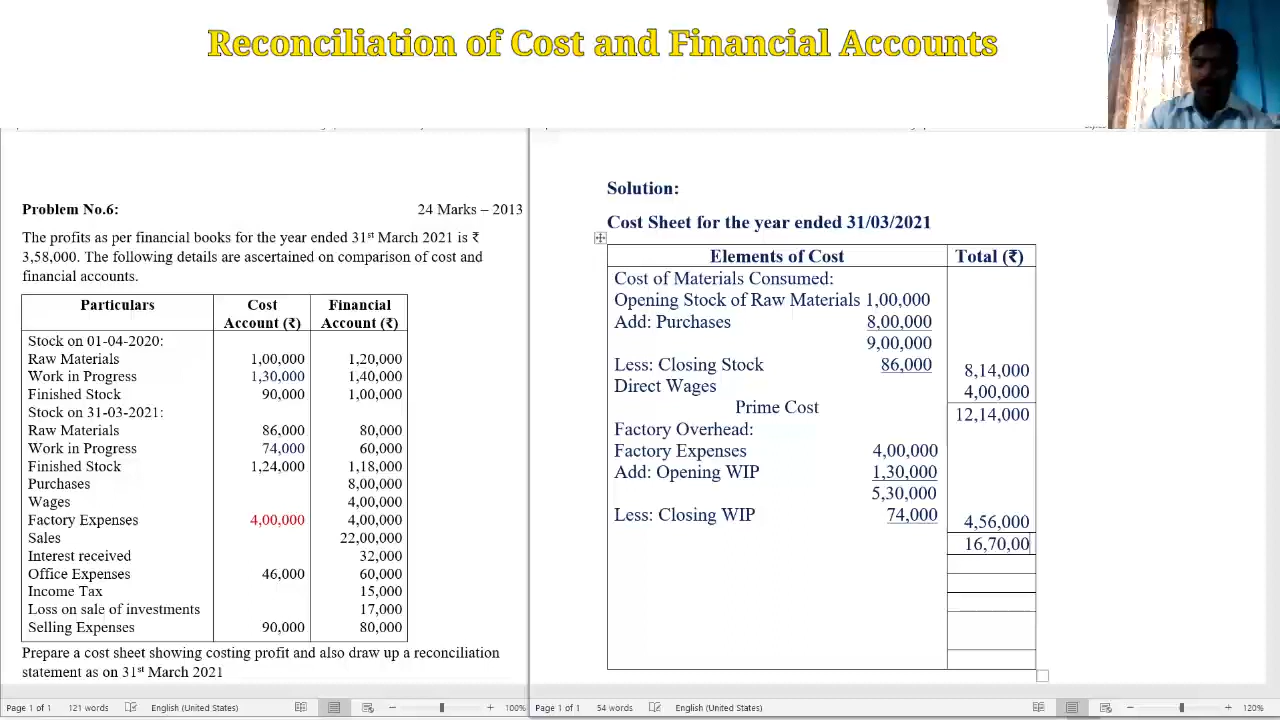 Reconciliation of Cost and Financial Accounts
Problem No.6: 24 Marks – 2013
The profits as per financial books for the year ended 31st March 2021 is ₹
3,58,000. The following details are ascertained on comparison of cost and
financial accounts.
Particulars Cost Account (₹) Financial Account (₹)
Stock on 01-04-2020:
Raw Materials 1,00,000 1,20,000
Work in Progress 1,30,000 1,40,000
Finished Stock 90,000 1,00,000
Stock on 31-03-2021:
Raw Materials 86,000 80,000
Work in Progress 74,000 60,000
Finished Stock 1,24,000 1,18,000
Purchases 8,00,000
Wages 4,00,000
Factory Expenses 4,00,000 4,00,000
Sales 22,00,000
Interest received 32,000
Office Expenses 46,000 60,000
Income Tax 15,000
Loss on sale of investments 17,000
Selling Expenses 90,000 80,000
Prepare a cost sheet showing costing profit and also draw up a reconciliation
statement as on 31st March 2021
Page 1 of 1 121 words English (United States) 100%
Solution:
Cost Sheet for the year ended 31/03/2021
Elements of Cost Total (₹)
Cost of Materials Consumed:
Opening Stock of Raw Materials 1,00,000
Add: Purchases 8,00,000
9,00,000
Less: Closing Stock 86,000 8,14,000
Direct Wages 4,00,000
Prime Cost 12,14,000
Factory Overhead:
Factory Expenses 4,00,000
Add: Opening WIP 1,30,000
5,30,000
Less: Closing WIP 74,000 4,56,000
16,70,00
Page 1 of 1 54 words English (United States) 120%